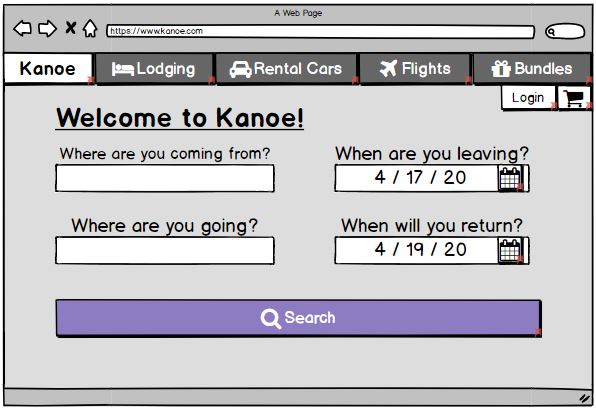 A Web Page
https://www.kanoe.com
Kanoe Lodging Rental Cars Flights Bundles
Login
Welcome to Kanoe!
Where are you coming from? When are you leaving?
4 / 17 / 20
Where are you going? When will you return?
4 / 19 / 20
Search